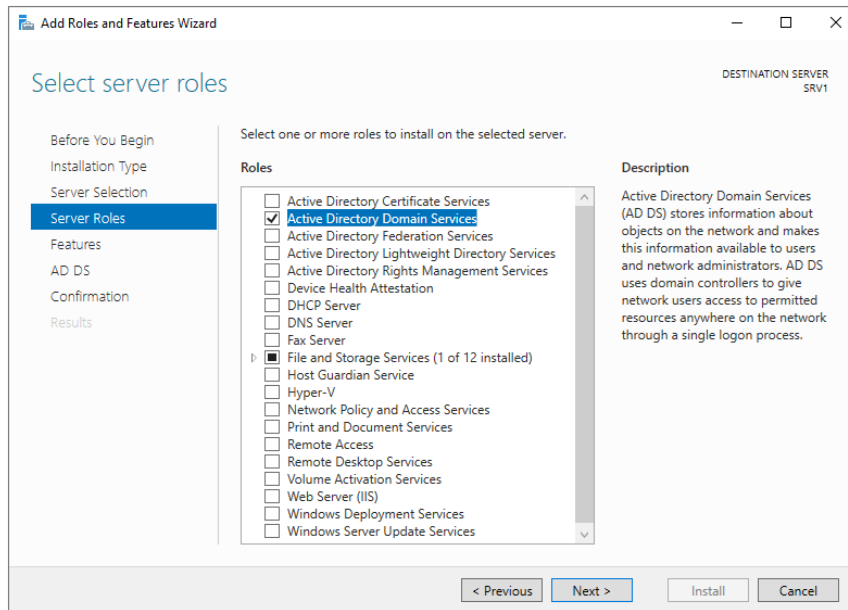 Add Roles and Features Wizard
Select server roles
DESTINATION SERVER
SRV1
Before You Begin
Installation Type
Server Selection
Server Roles
Features
AD DS
Confirmation
Results
Select one or more roles to install on the selected server.
Roles
Active Directory Certificate Services
Active Directory Domain Services
Active Directory Federation Services
Active Directory Lightweight Directory Services
Active Directory Rights Management Services
Device Health Attestation
DHCP Server
DNS Server
Fax Server
File and Storage Services (1 of 12 installed)
Host Guardian Service
Hyper-V
Network Policy and Access Services
Print and Document Services
Remote Access
Remote Desktop Services
Volume Activation Services
Web Server (IIS)
Windows Deployment Services
Windows Server Update Services
Description
Active Directory Domain Services
(AD DS) stores information about
objects on the network and makes
this information available to users
and network administrators. AD DS
uses domain controllers to give
network users access to permitted
resources anywhere on the network
through a single logon process.
< Previous
Next >
Install
Cancel